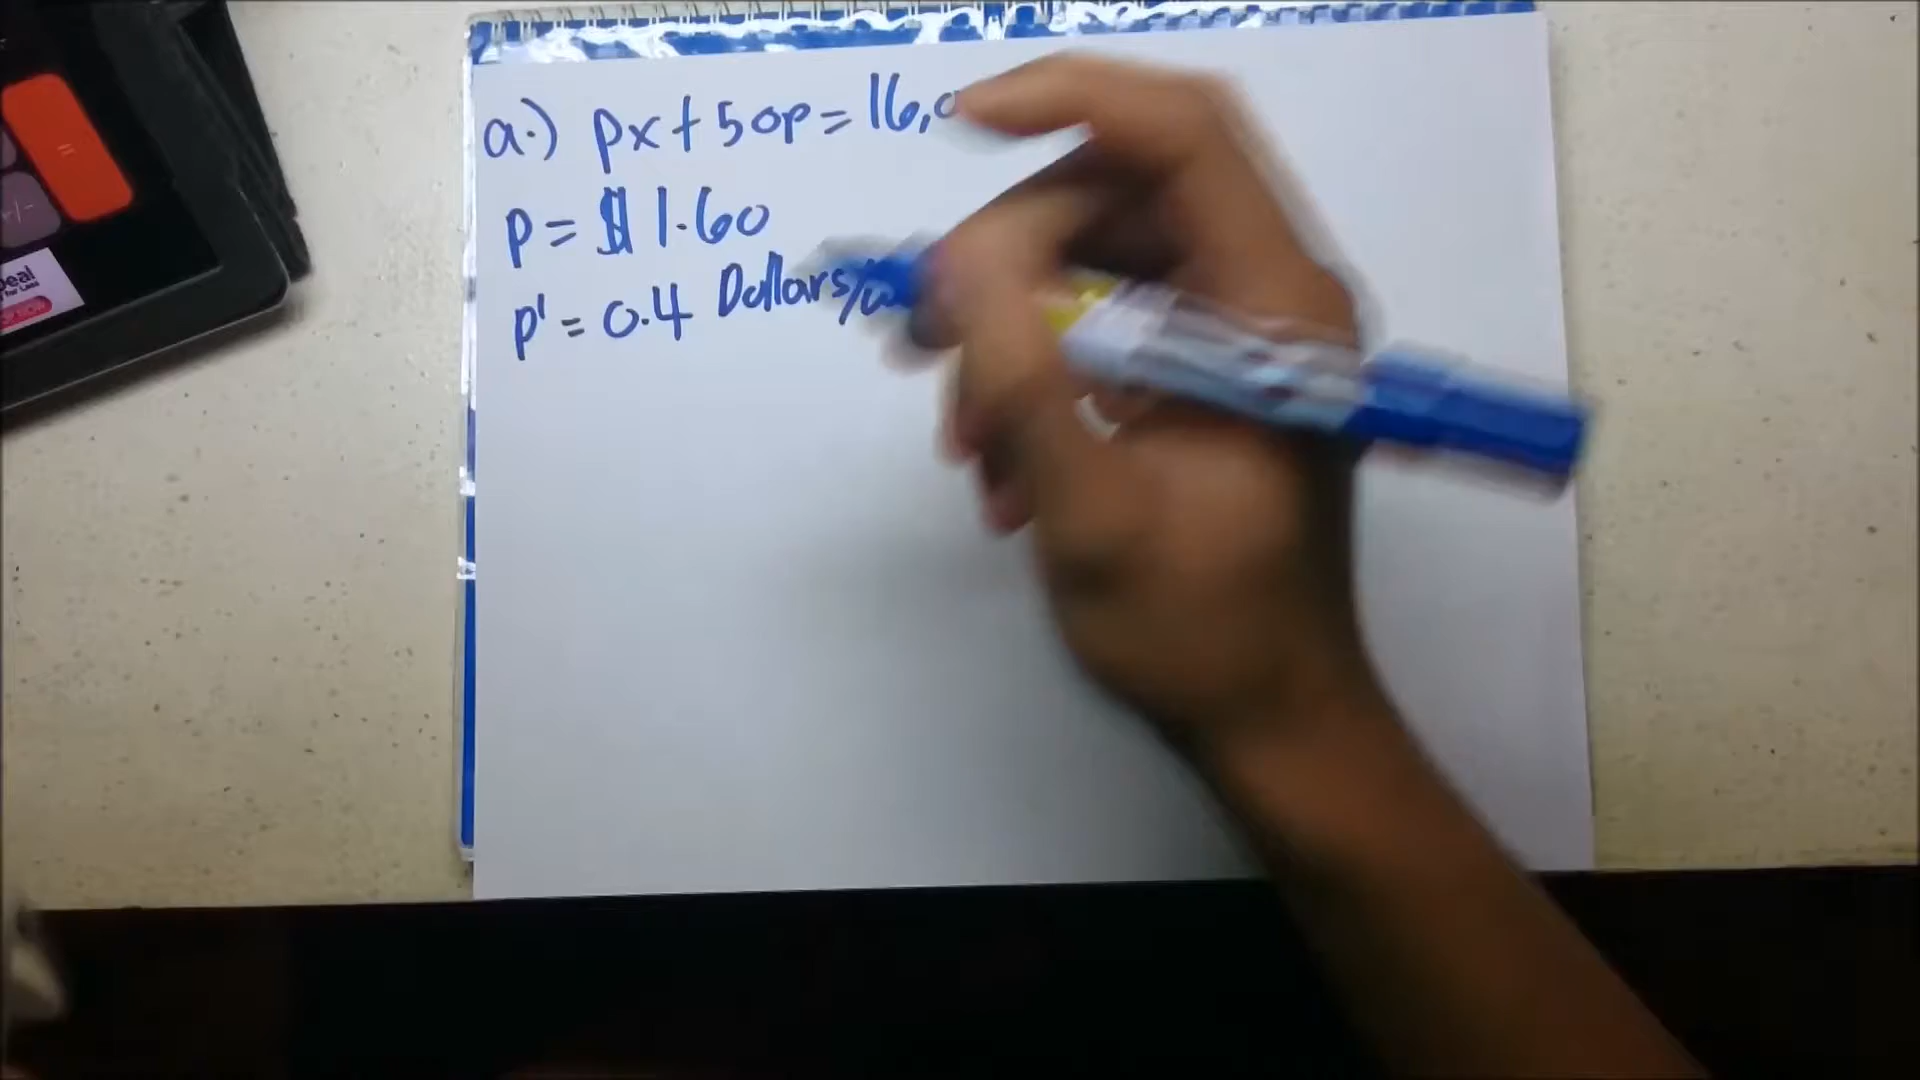 a.) px + 50p = 16,0
p = $ 1.60
p' = 0.4 Dollars/
=
+/-